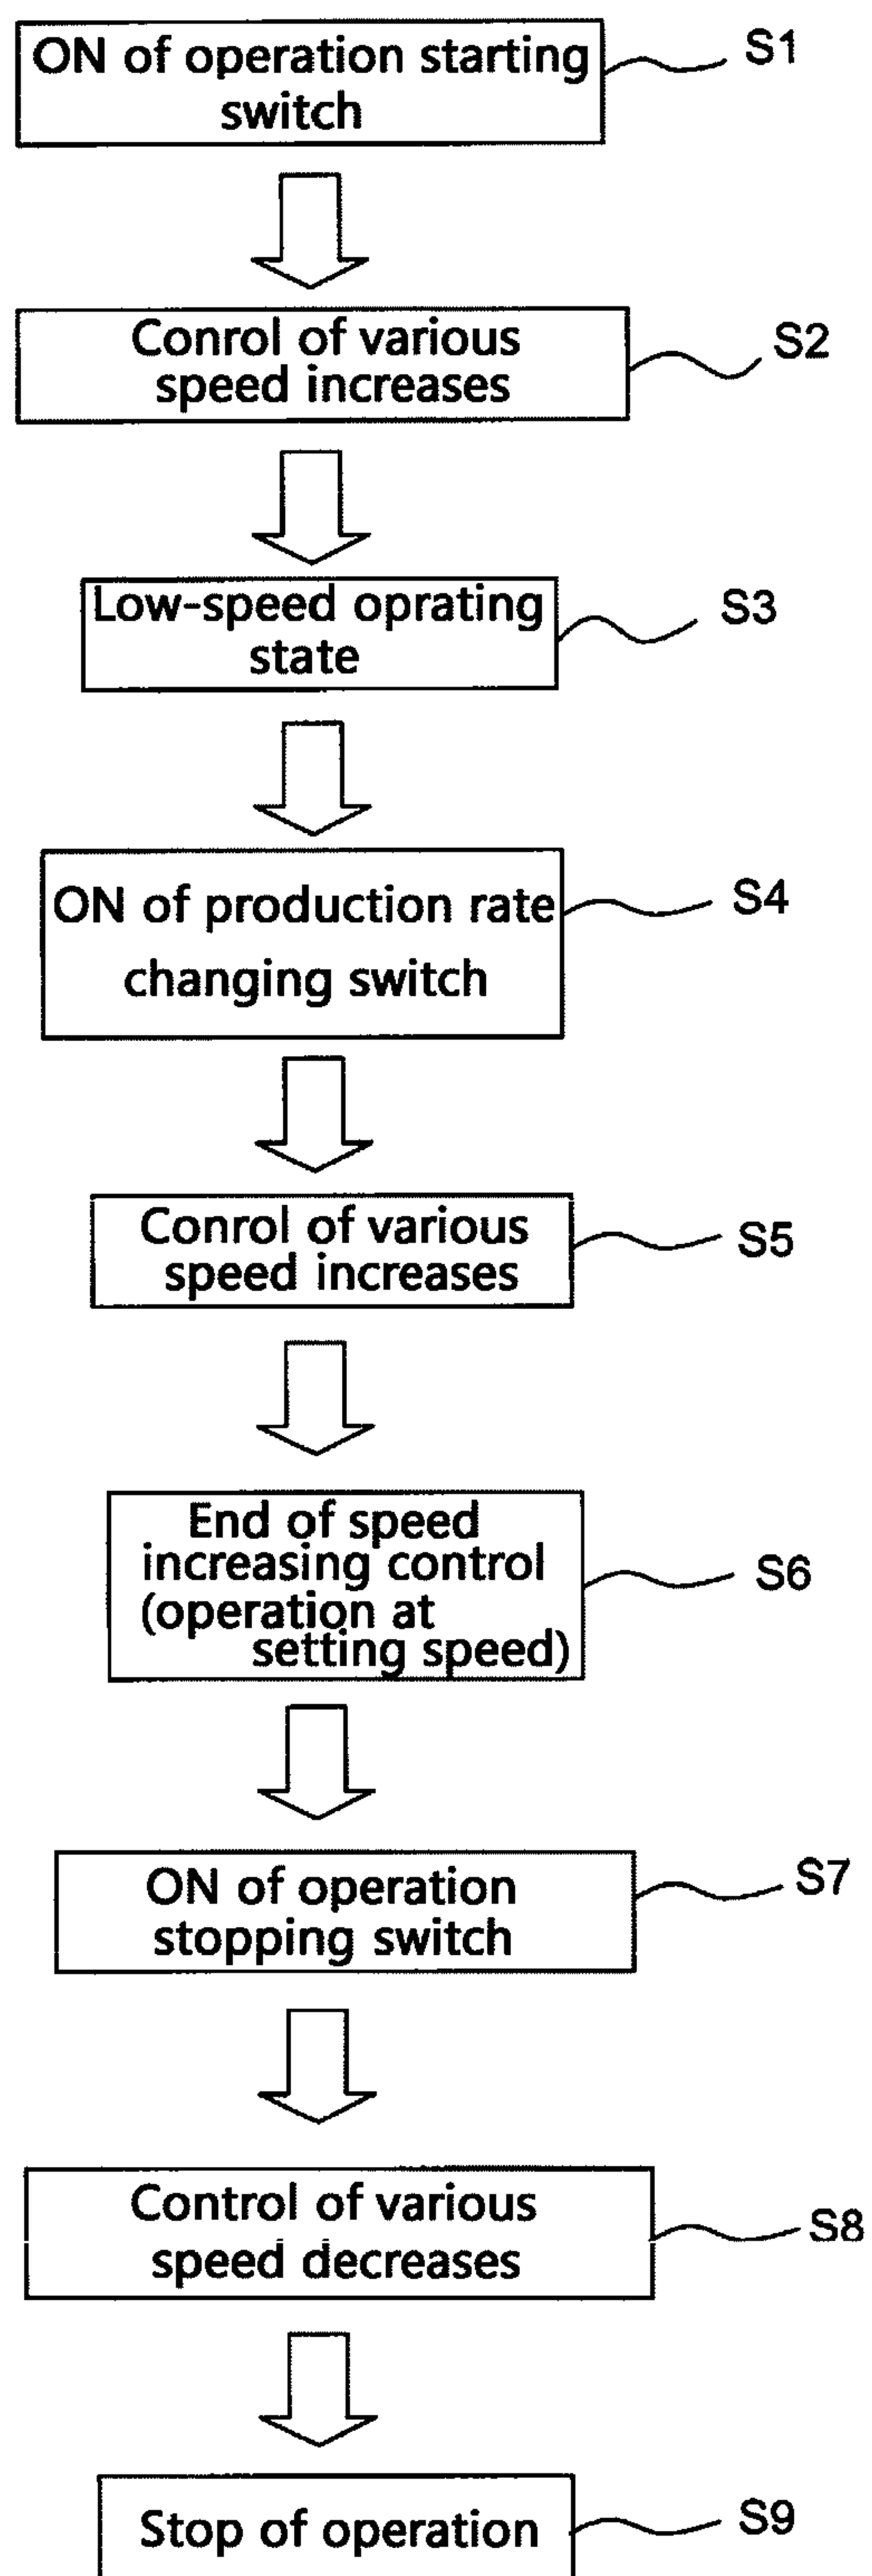 ON of operation starting
switch
S1
Conrol of various
speed increases
S2
Low-speed oprating
state
S3
ON of production rate
changing switch
S4
Conrol of various
speed increases
S5
End of speed
increasing control
(operation at
setting speed)
S6
ON of operation
stopping switch
S7
Control of various
speed decreases
S8
Stop of operation
S9